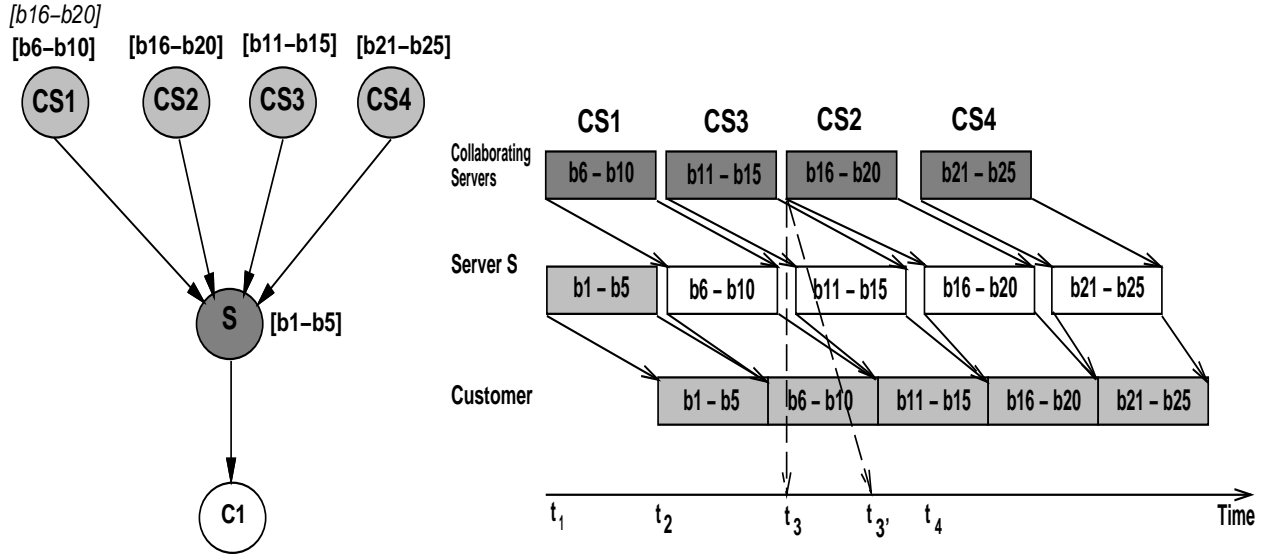 [b16–b20]
[b6–b10]
[b16–b20]
[b11–b15]
[b21–b25]
CS1
CS2
CS3
CS4
S
[b1–b5]
C1
CS1
CS3
CS2
CS4
Collaborating
Servers
b6 – b10
b11 – b15
b16 – b20
b21 – b25
Server S
b1 – b5
b6 – b10
b11 – b15
b16 – b20
b21 – b25
Customer
b1 – b5
b6 – b10
b11 – b15
b16 – b20
b21 – b25
t1
t2
t3
t3'
t4
Time